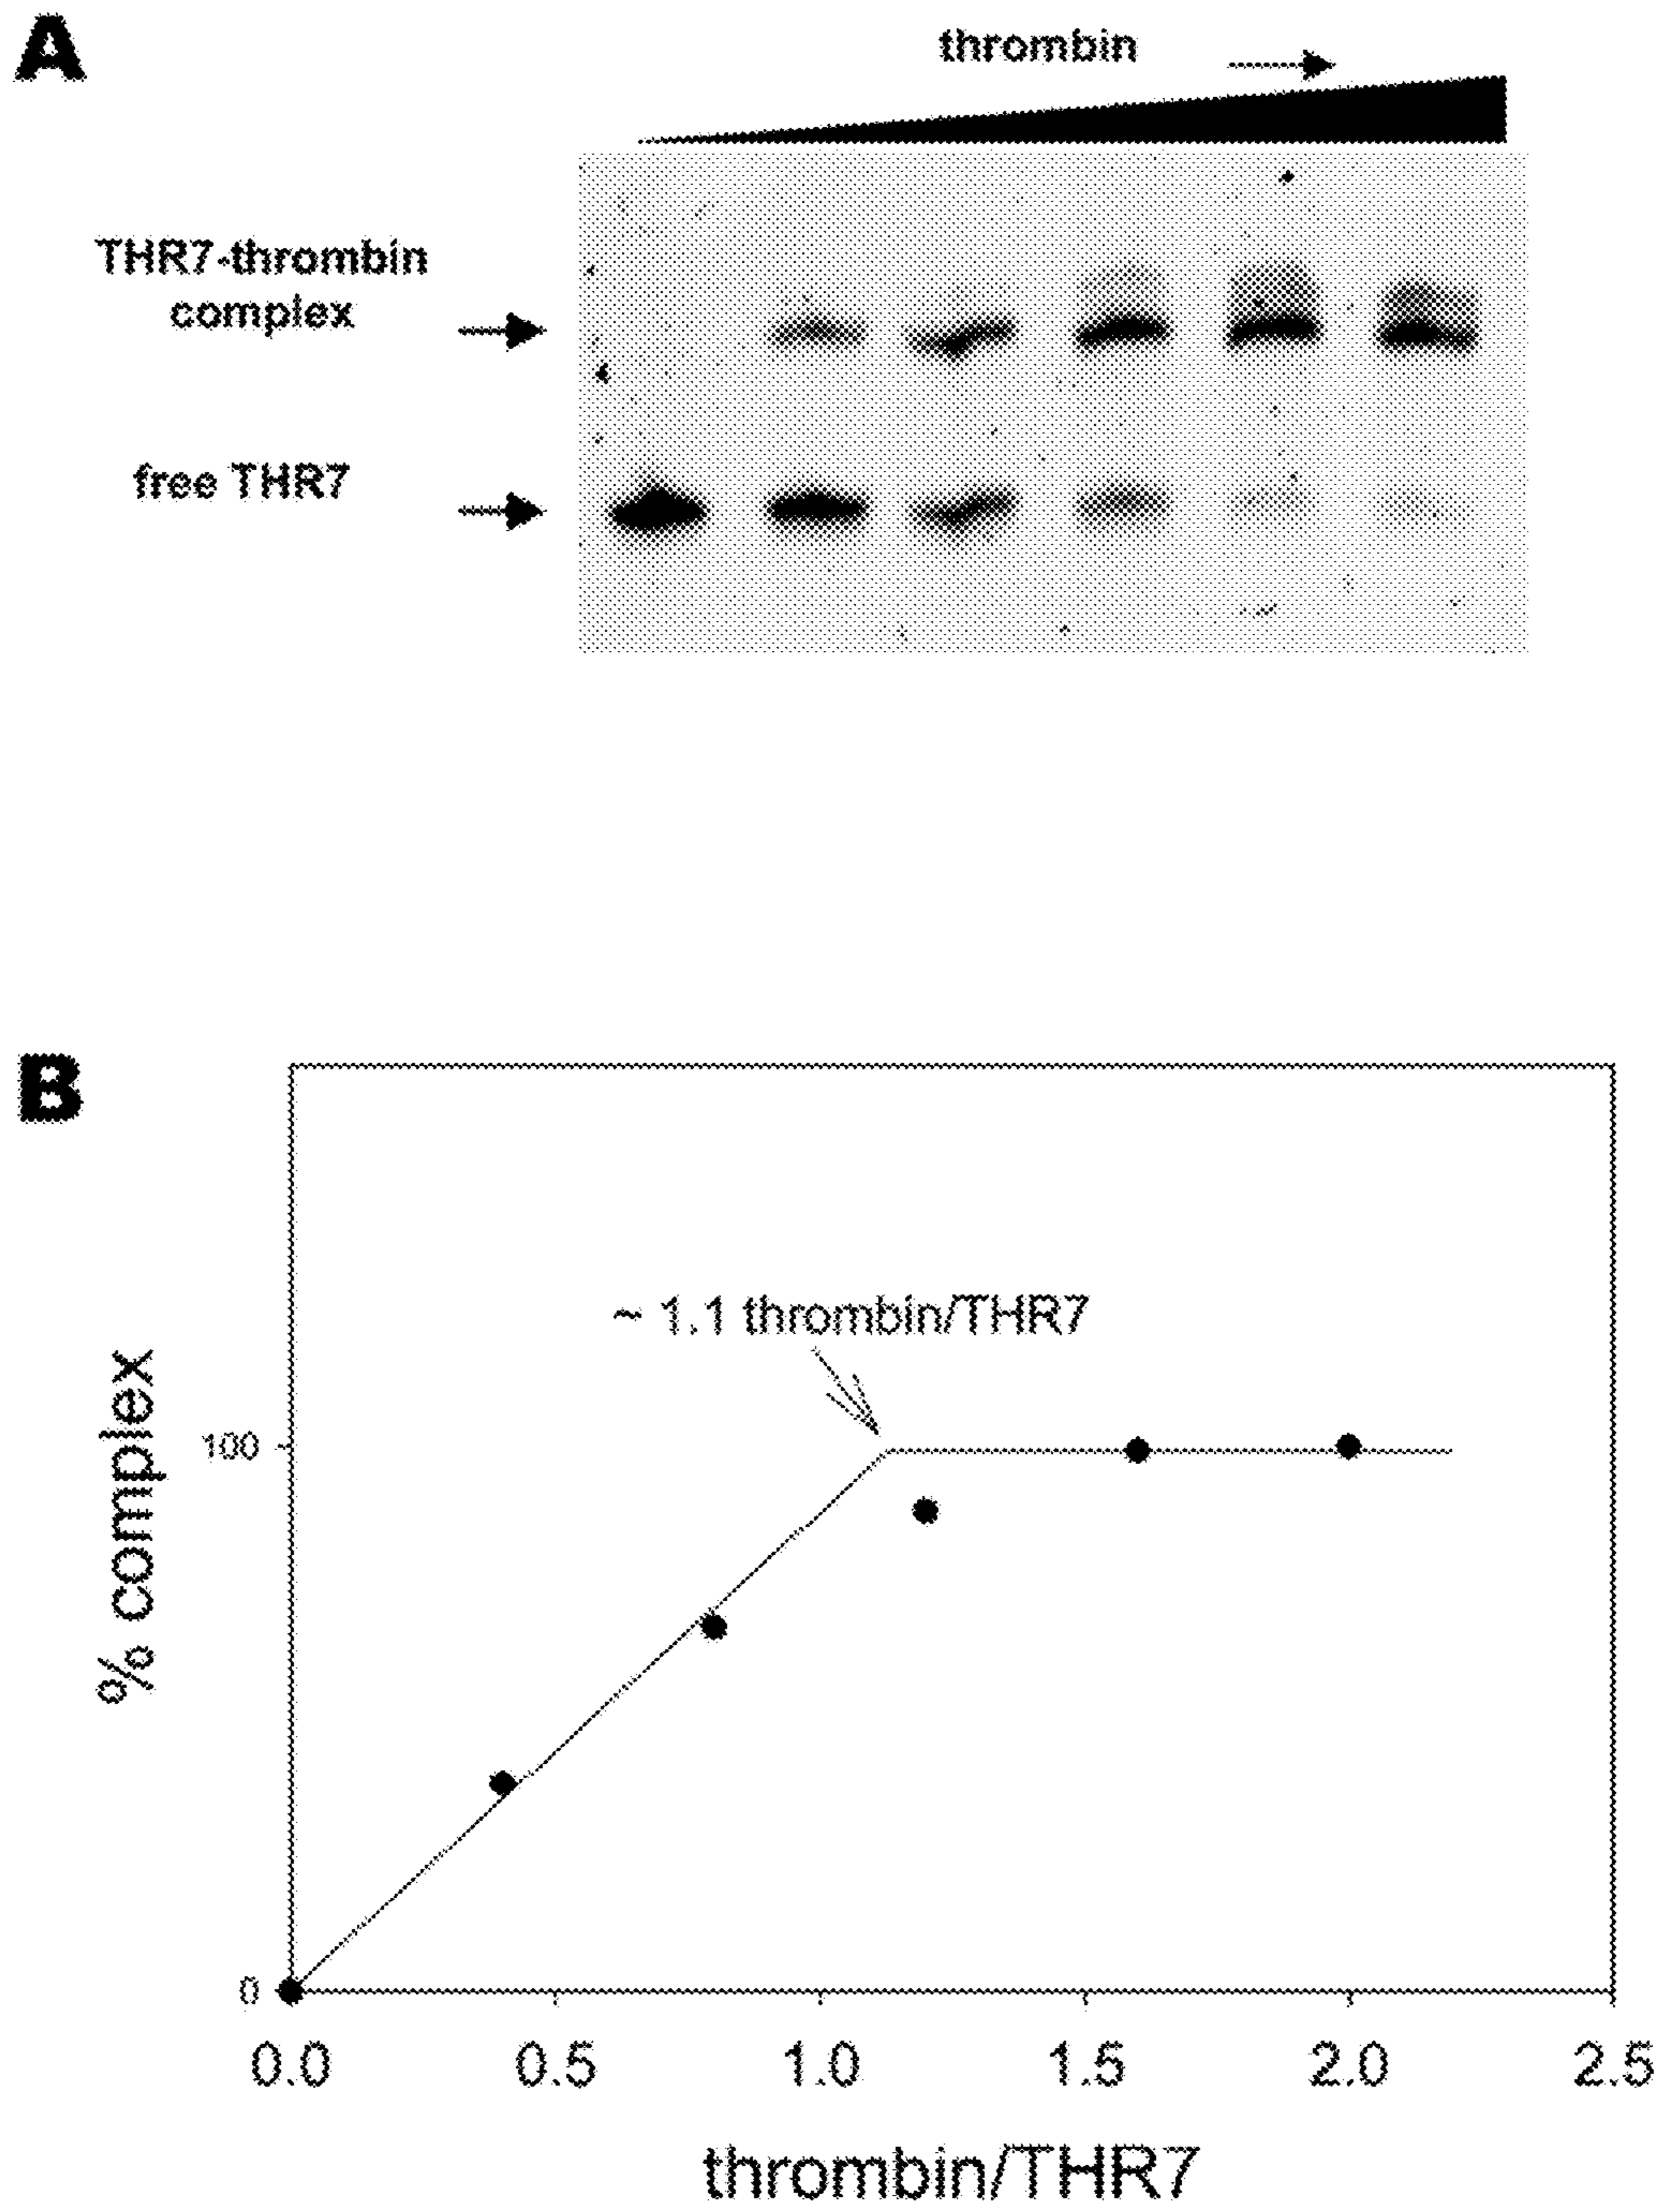 A
thrombin
THR7-thrombin
complex
free THR7
B
~ 1.1 thrombin/THR7
% complex
100
0
0.0 0.5 1.0 1.5 2.0 2.5
thrombin/THR7